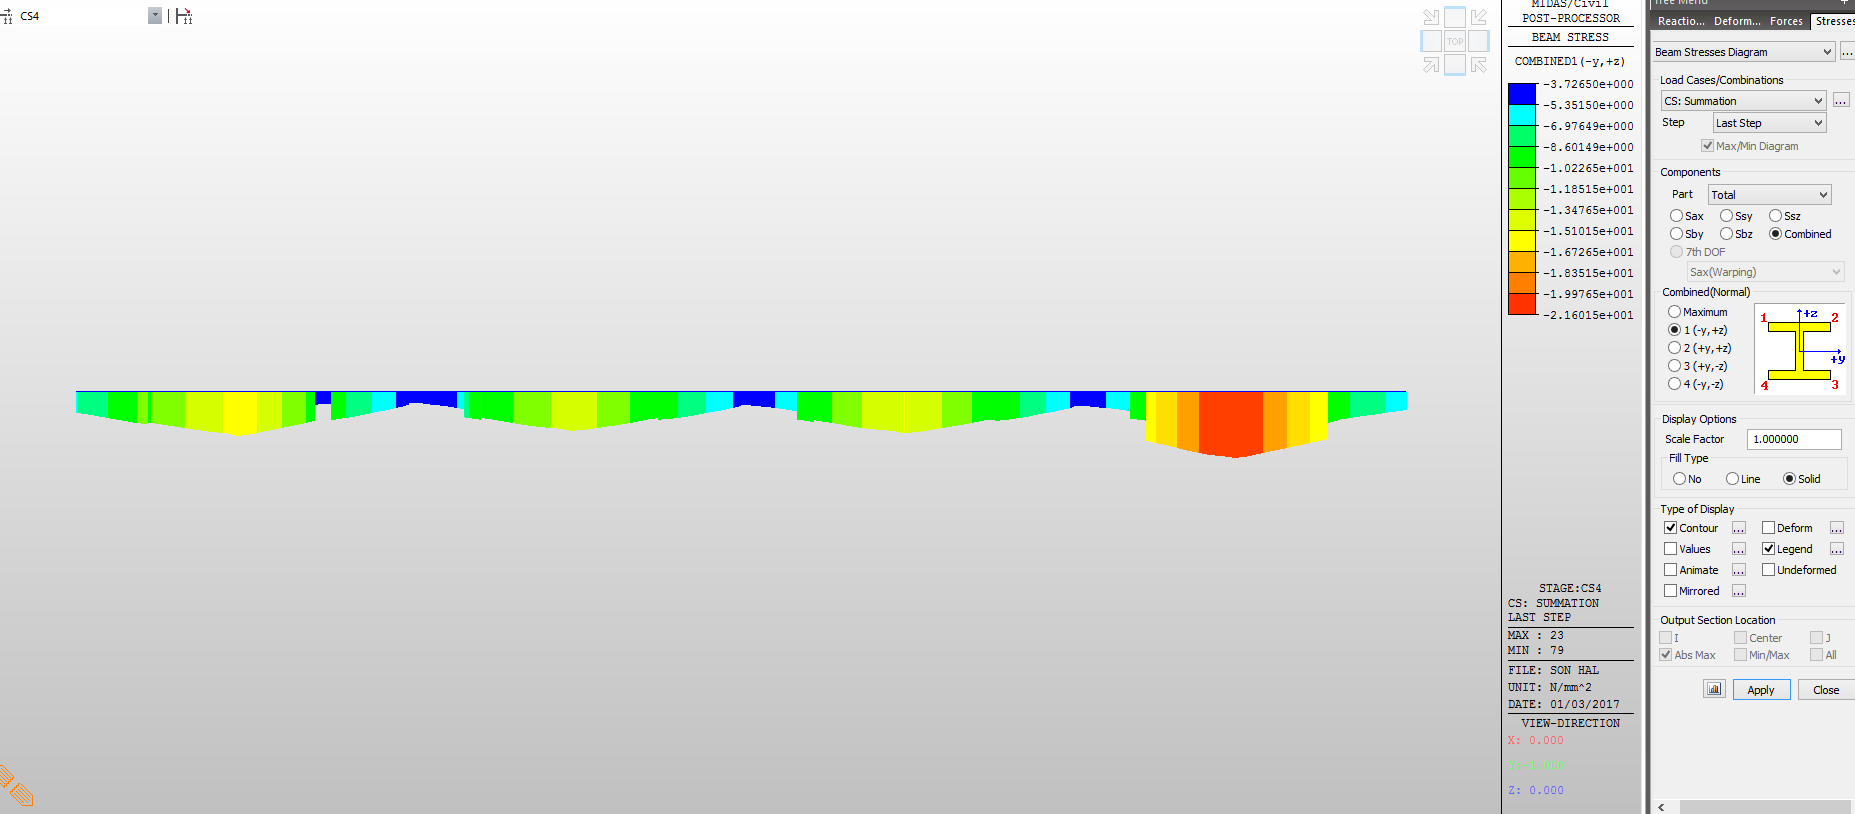 CS4
TOP
MIDAS/Civil
POST-PROCESSOR
BEAM STRESS
COMBINED1(-y,+z)
-3.72650e+000
-5.35150e+000
-6.97649e+000
-8.60149e+000
-1.02265e+001
-1.18515e+001
-1.34765e+001
-1.51015e+001
-1.67265e+001
-1.83515e+001
-1.99765e+001
-2.16015e+001
STAGE:CS4
CS: SUMMATION
LAST STEP
MAX : 23
MIN : 79
FILE: SON HAL
UNIT: N/mm^2
DATE: 01/03/2017
VIEW-DIRECTION
X: 0.000
Z: 0.000
Tree Menu
Reactio... Deform... Forces Stresses
Beam Stresses Diagram ...
Load Cases/Combinations
CS: Summation ...
Step Last Step
Max/Min Diagram
Components
Part Total
Sax Ssy Ssz
Sby Sbz Combined
7th DOF
Sax(Warping)
Combined(Normal)
Maximum
1 (-y,+z)
2 (+y,+z)
3 (+y,-z)
4 (-y,-z)
1 +z 2
+y
4 3
Display Options
Scale Factor 1.000000
Fill Type
No Line Solid
Type of Display
Contour ... Deform ...
Values ... Legend ...
Animate ... Undeformed
Mirrored ...
Output Section Location
I Center J
Abs Max Min/Max All
Apply Close